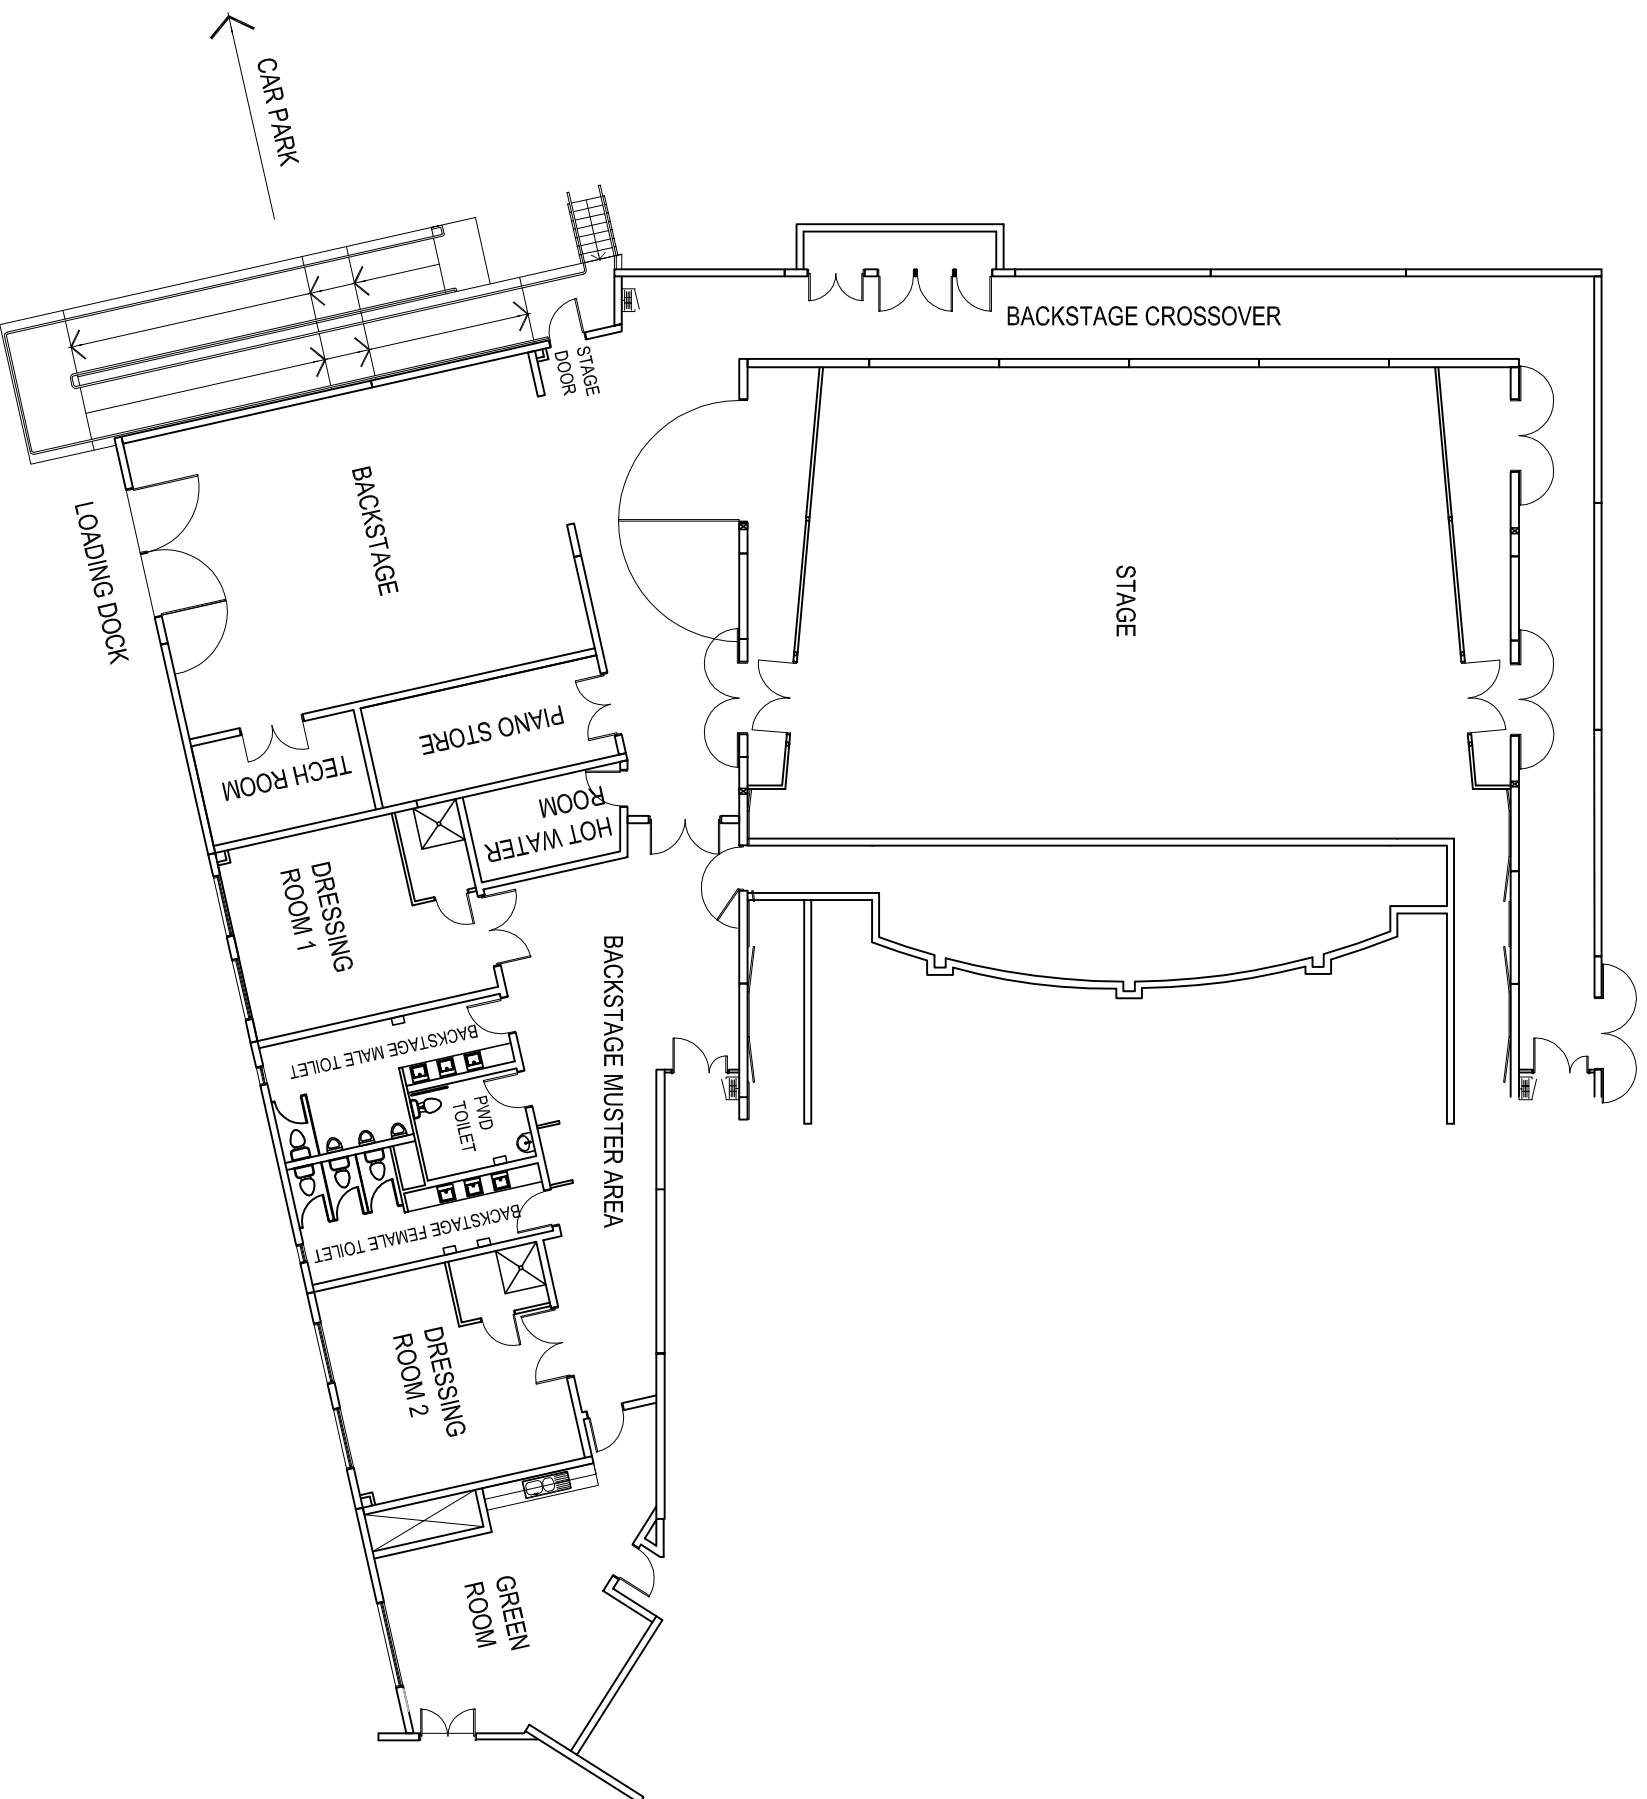 CAR PARK
BACKSTAGE CROSSOVER
STAGE
DOOR
BACKSTAGE
LOADING DOCK
STAGE
PIANO STORE
TECH ROOM
HOT WATER
ROOM
DRESSING
ROOM 1
BACKSTAGE MUSTER AREA
BACKSTAGE MALE TOILET
PWD
TOILET
BACKSTAGE FEMALE TOILET
DRESSING
ROOM 2
GREEN
ROOM